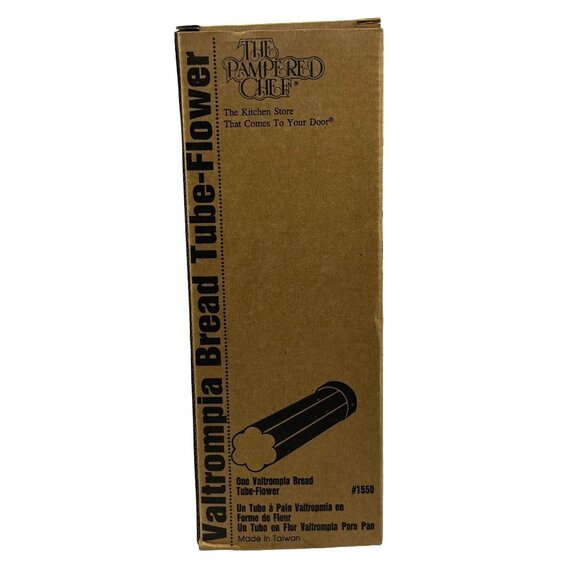 THE
PAMPERED
CHEF®
The Kitchen Store
That Comes To Your Door®
Valtrompia Bread Tube-Flower
One Valtrompia Bread
Tube-Flower
#1550
Un Tube à Pain Valtropmia en
Forme de Fleur
Un Tubo en Flor Valtrompia Para Pan
Made in Taiwan